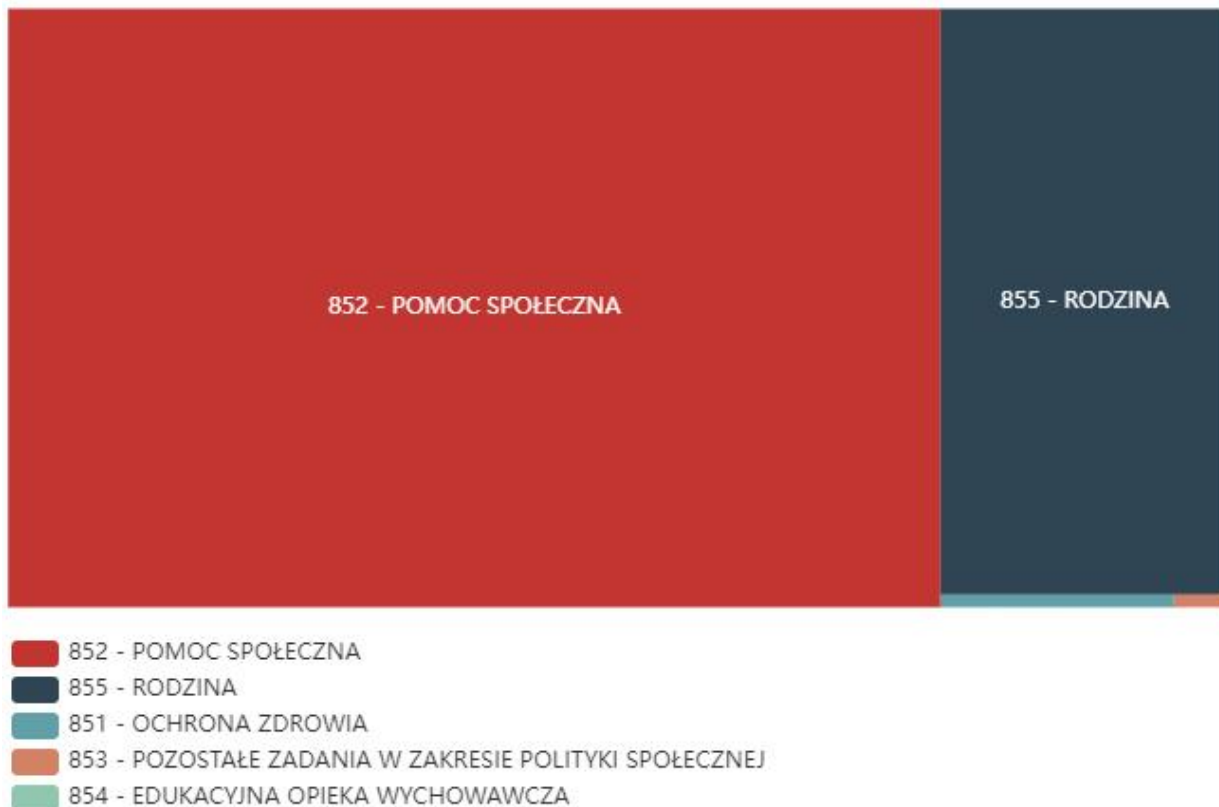 852 - POMOC SPOŁECZNA
855 - RODZINA
852 - POMOC SPOŁECZNA
855 - RODZINA
851 - OCHRONA ZDROWIA
853 - POZOSTAŁE ZADANIA W ZAKRESIE POLITYKI SPOŁECZNEJ
854 - EDUKACYJNA OPIEKA WYCHOWAWCZA